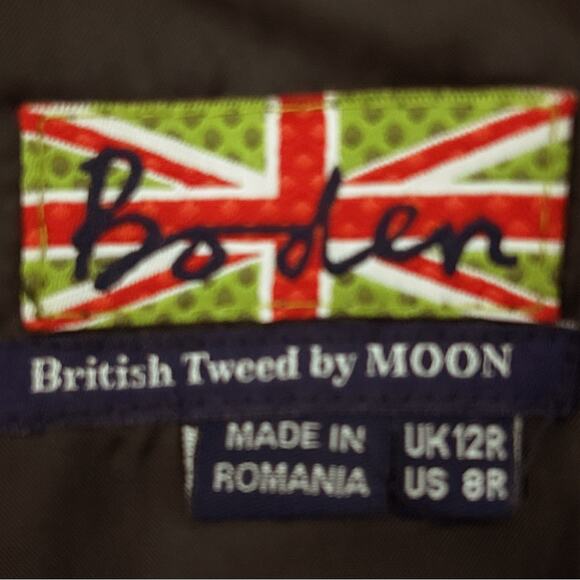 Boden
British Tweed by MOON
MADE IN ROMANIA
UK12R
US 8R